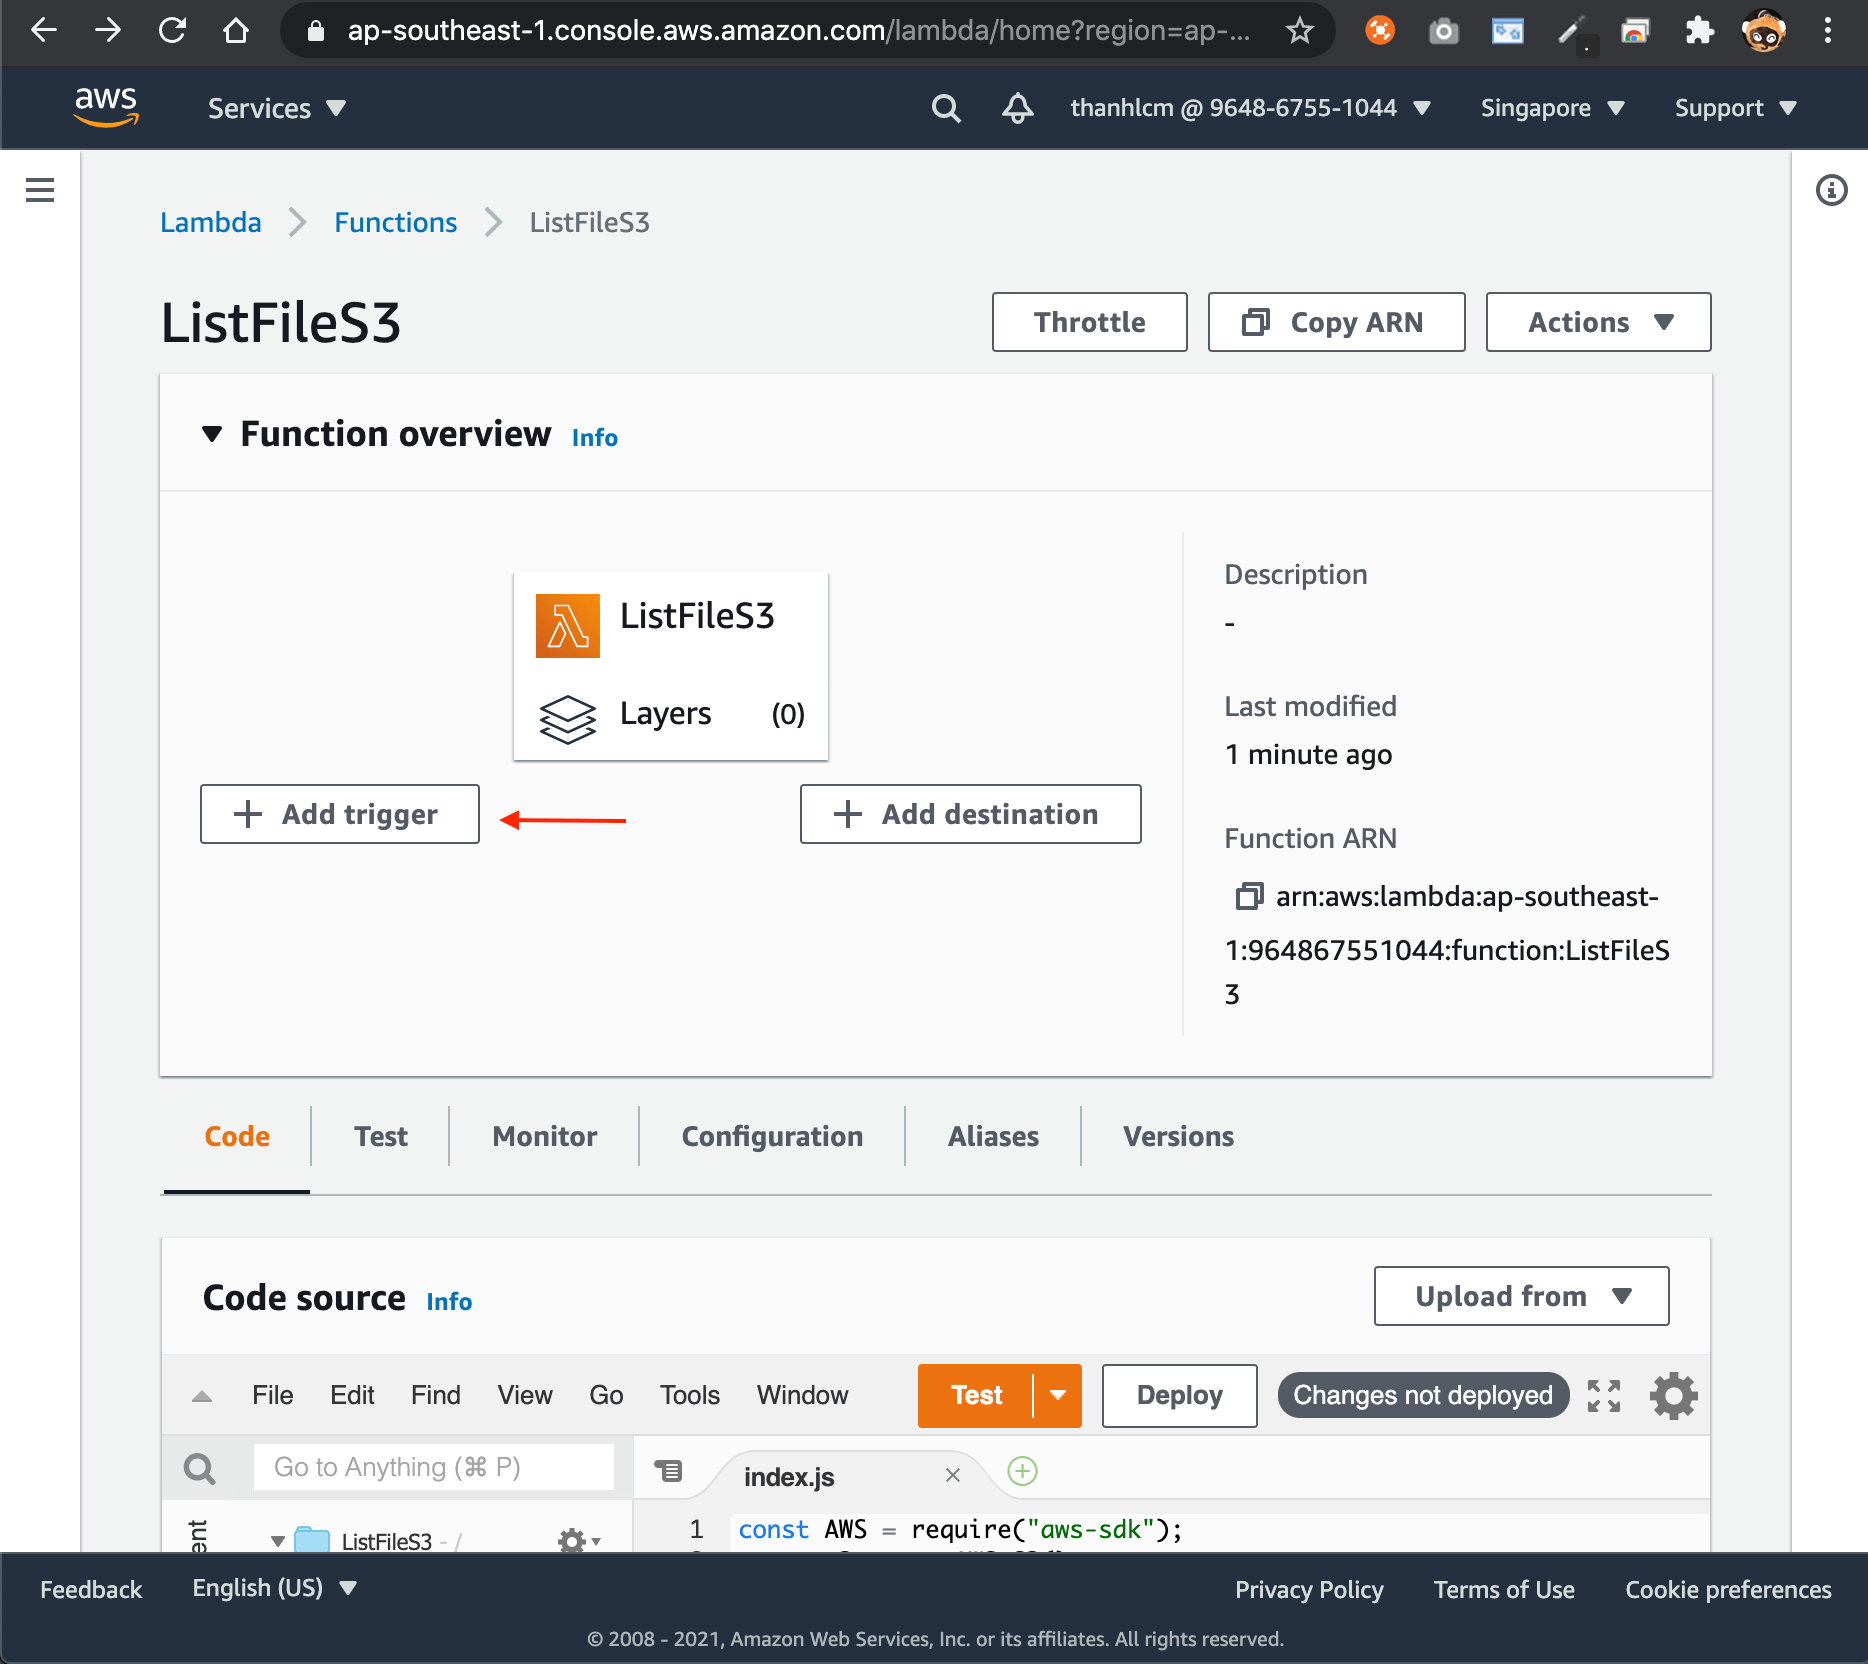 ap-southeast-1.console.aws.amazon.com/lambda/home?region=ap-...
aws Services thanhlcm @ 9648-6755-1044 Singapore Support
Lambda Functions ListFileS3
ListFileS3
Throttle Copy ARN Actions
Function overview Info
ListFileS3
Layers (0)
+ Add trigger
+ Add destination
Description
-
Last modified
1 minute ago
Function ARN
arn:aws:lambda:ap-southeast-
1:964867551044:function:ListFileS
3
Code Test Monitor Configuration Aliases Versions
Code source Info Upload from
File Edit Find View Go Tools Window Test Deploy Changes not deployed
Go to Anything (⌘ P) index.js
ListFileS3 - /
1 const AWS = require("aws-sdk");
Feedback English (US) Privacy Policy Terms of Use Cookie preferences
© 2008 - 2021, Amazon Web Services, Inc. or its affiliates. All rights reserved.